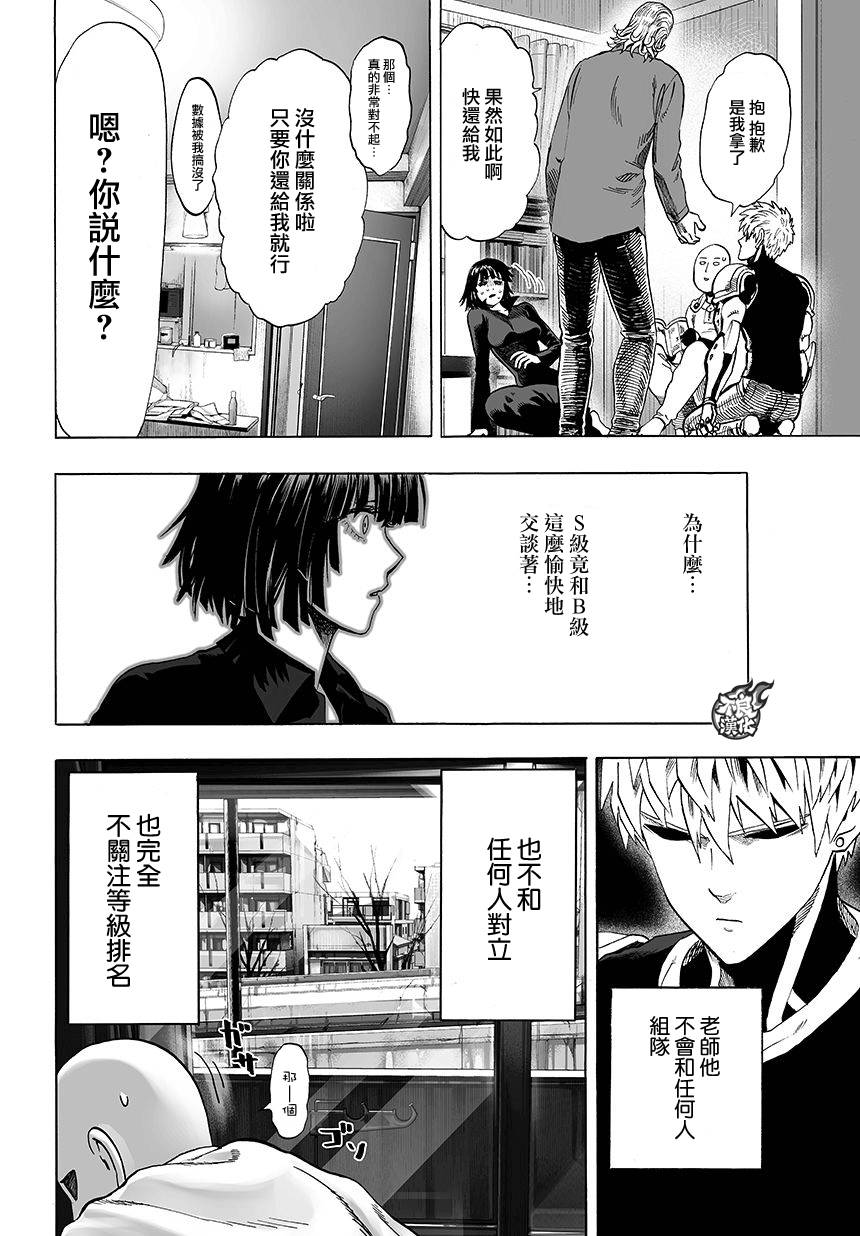 抱抱歉
是我拿了
果然如此啊
快還給我
那個…
真的非常對不起…
沒什麼關係啦
只要你還給我就行
數據被我搞沒了
嗯？你說什麼？
為什麼…
S級竟和B級
這麼愉快地
交談著…
老師他
不會和任何人
組隊
也不和
任何人對立
也完全
不關注等級排名
ガサ
那—個
ゴソ